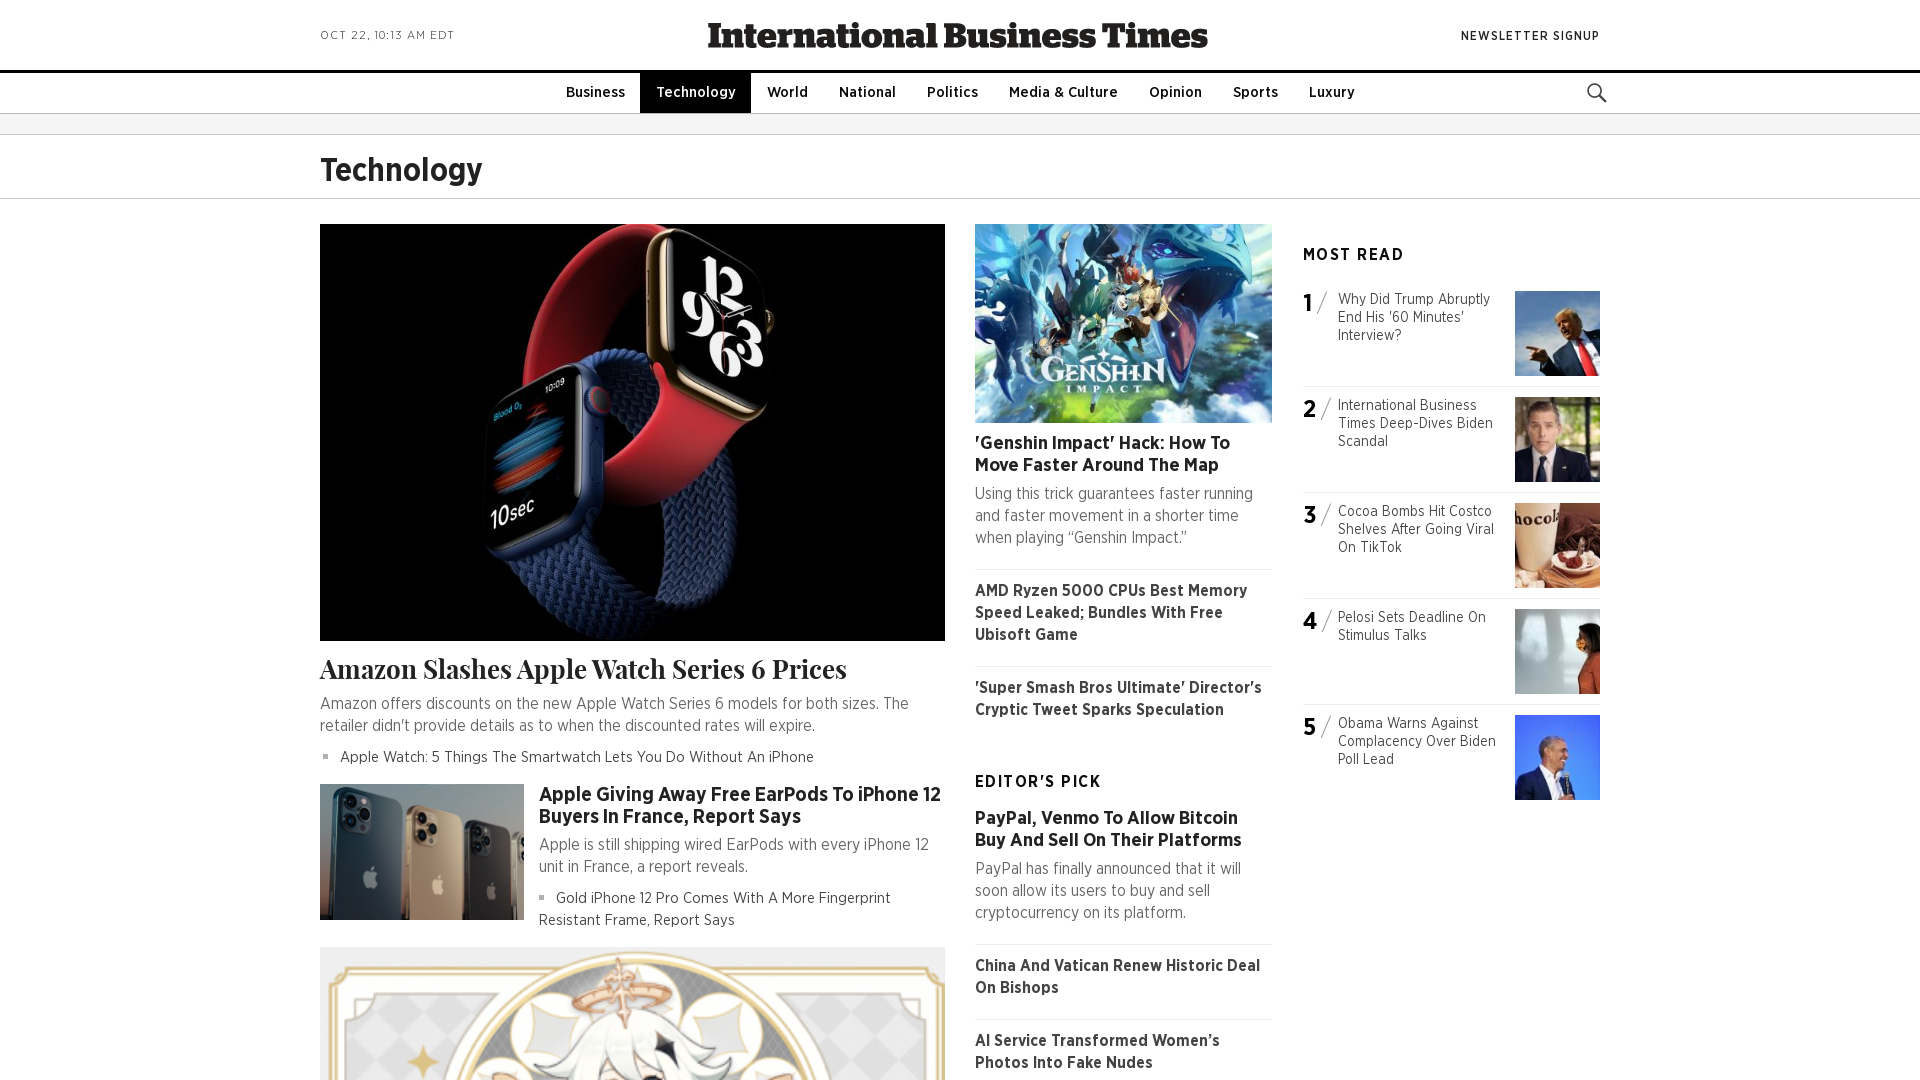 OCT 22, 10:13 AM EDT
International Business Times
NEWSLETTER SIGNUP
Business
Technology
World
National
Politics
Media & Culture
Opinion
Sports
Luxury
Technology
12
9
3
6
10:09
Blood O₂
10sec
Amazon Slashes Apple Watch Series 6 Prices
Amazon offers discounts on the new Apple Watch Series 6 models for both sizes. The
retailer didn't provide details as to when the discounted rates will expire.
Apple Watch: 5 Things The Smartwatch Lets You Do Without An iPhone
Apple Giving Away Free EarPods To iPhone 12
Buyers In France, Report Says
Apple is still shipping wired EarPods with every iPhone 12
unit in France, a report reveals.
Gold iPhone 12 Pro Comes With A More Fingerprint
Resistant Frame, Report Says
GENSHIN
IMPACT
'Genshin Impact' Hack: How To
Move Faster Around The Map
Using this trick guarantees faster running
and faster movement in a shorter time
when playing “Genshin Impact.”
AMD Ryzen 5000 CPUs Best Memory
Speed Leaked; Bundles With Free
Ubisoft Game
'Super Smash Bros Ultimate' Director's
Cryptic Tweet Sparks Speculation
EDITOR'S PICK
PayPal, Venmo To Allow Bitcoin
Buy And Sell On Their Platforms
PayPal has finally announced that it will
soon allow its users to buy and sell
cryptocurrency on its platform.
China And Vatican Renew Historic Deal
On Bishops
AI Service Transformed Women’s
Photos Into Fake Nudes
MOST READ
1 / Why Did Trump Abruptly
End His '60 Minutes'
Interview?
2 / International Business
Times Deep-Dives Biden
Scandal
3 / Cocoa Bombs Hit Costco
Shelves After Going Viral
On TikTok
hocola
4 / Pelosi Sets Deadline On
Stimulus Talks
5 / Obama Warns Against
Complacency Over Biden
Poll Lead